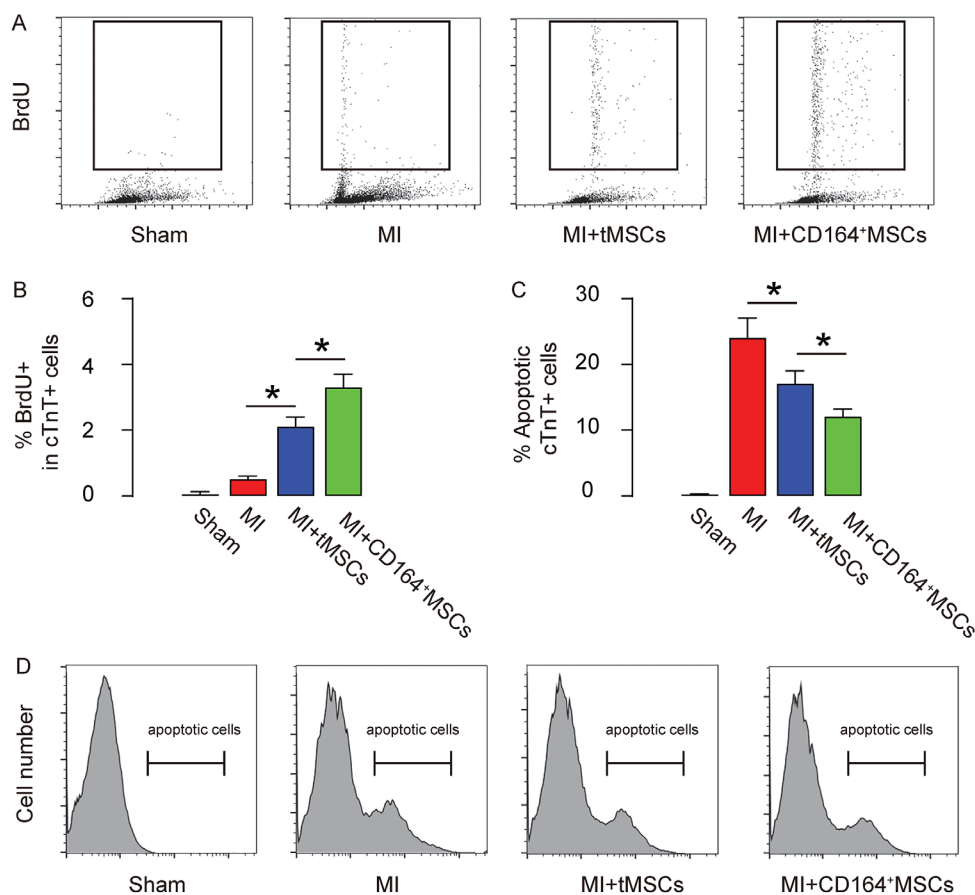 A
BrdU
Sham
MI
MI+tMSCs
MI+CD164⁺MSCs
B
% BrdU+
in cTnT+ cells
6
4
2
0
*
*
Sham
MI
MI+tMSCs
MI+CD164⁺MSCs
C
% Apoptotic
cTnT+ cells
30
20
10
0
*
*
Sham
MI
MI+tMSCs
MI+CD164⁺MSCs
D
Cell number
apoptotic cells
apoptotic cells
apoptotic cells
apoptotic cells
Sham
MI
MI+tMSCs
MI+CD164⁺MSCs